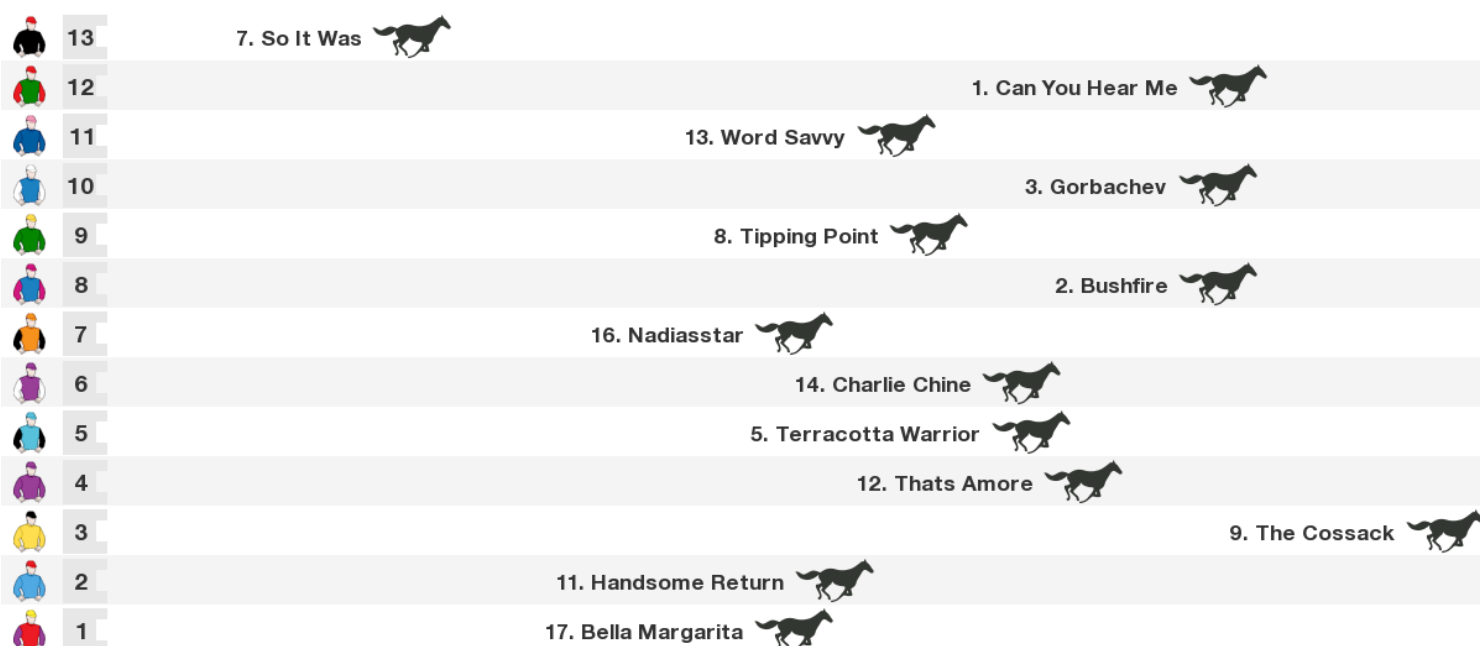 13 7. So It Was
12 1. Can You Hear Me
11 13. Word Savvy
10 3. Gorbachev
9 8. Tipping Point
8 2. Bushfire
7 16. Nadiasstar
6 14. Charlie Chine
5 5. Terracotta Warrior
4 12. Thats Amore
3 9. The Cossack
2 11. Handsome Return
1 17. Bella Margarita